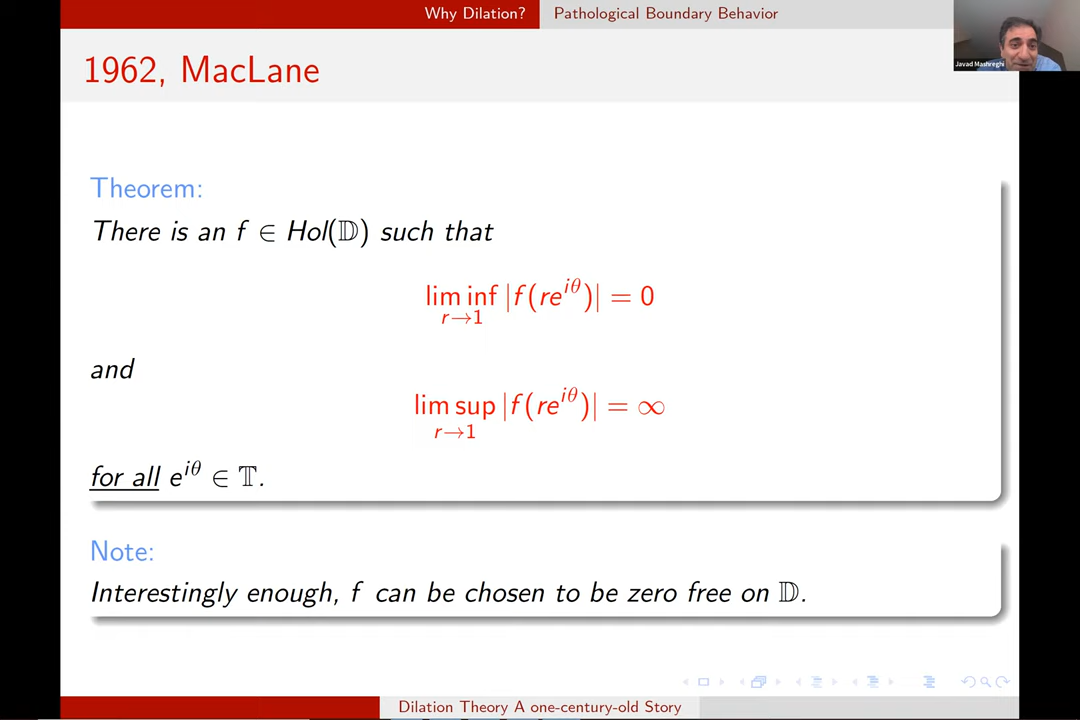 Why Dilation? Pathological Boundary Behavior
1962, MacLane
Javad Mashreghi
Theorem:
There is an f ∈ Hol(𝔻) such that
lim inf |f(re^{iθ})| = 0
r→1
and
lim sup |f(re^{iθ})| = ∞
r→1
for all e^{iθ} ∈ 𝕋.
Note:
Interestingly enough, f can be chosen to be zero free on 𝔻.
Dilation Theory A one-century-old Story